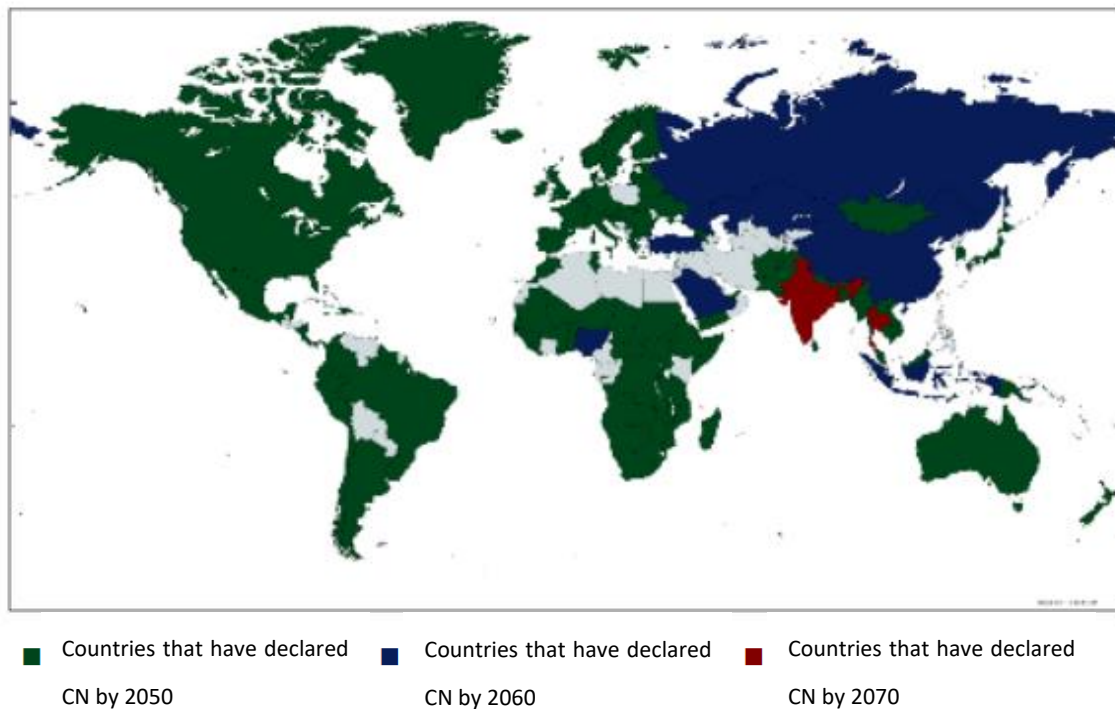 Countries that have declared
CN by 2050
Countries that have declared
CN by 2060
Countries that have declared
CN by 2070